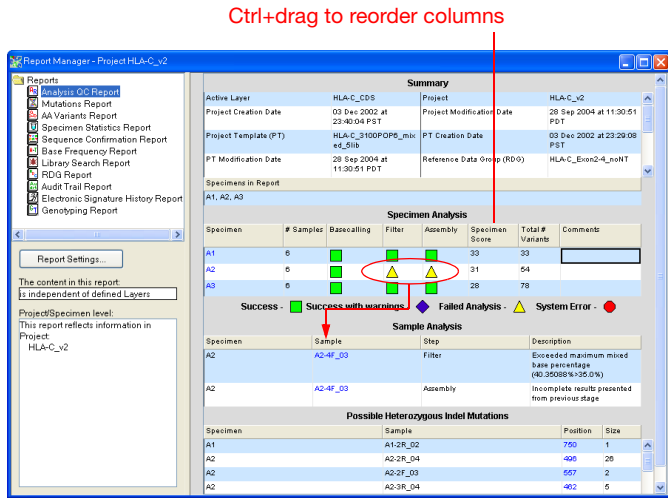 Ctrl+drag to reorder columns
Report Manager - Project HLA-C_v2
Reports
Analysis QC Report
Mutations Report
AA Variants Report
Specimen Statistics Report
Sequence Confirmation Report
Base Frequency Report
Library Search Report
RDG Report
Audit Trail Report
Electronic Signature History Report
Genotyping Report
Report Settings...
The content in this report:
is independent of defined Layers
Project/Specimen level:
This report reflects information in
Project:
HLA-C_v2
Summary
Active Layer HLA-C_CDS Project HLA-C_v2
Project Creation Date 03 Dec 2002 at 23:40:04 PST Project Modification Date 28 Sep 2004 at 11:30:51 PDT
Project Template (PT) HLA-C_3100POP6_mixed_5lib PT Creation Date 03 Dec 2002 at 23:29:08 PST
PT Modification Date 28 Sep 2004 at 11:30:51 PDT Reference Data Group (RDG) HLA-C_Exon2-4_noNT
Specimens in Report
A1, A2, A3
Specimen Analysis
Specimen # Samples Basecalling Filter Assembly Specimen Score Total # Variants Comments
A1 6 33 33
A2 6 31 54
A3 6 28 78
Success - Success with warnings - Failed Analysis - System Error -
Sample Analysis
Specimen Sample Step Description
A2 A2-4F_03 Filter Exceeded maximum mixed base percentage (40.35088%>35.0%)
A2 A2-4F_03 Assembly Incomplete results presented from previous stage
Possible Heterozygous Indel Mutations
Specimen Sample Position Size
A1 A1-2R_02 750 1
A2 A2-2R_04 496 26
A2 A2-2F_03 557 2
A2 A2-3R_04 462 5